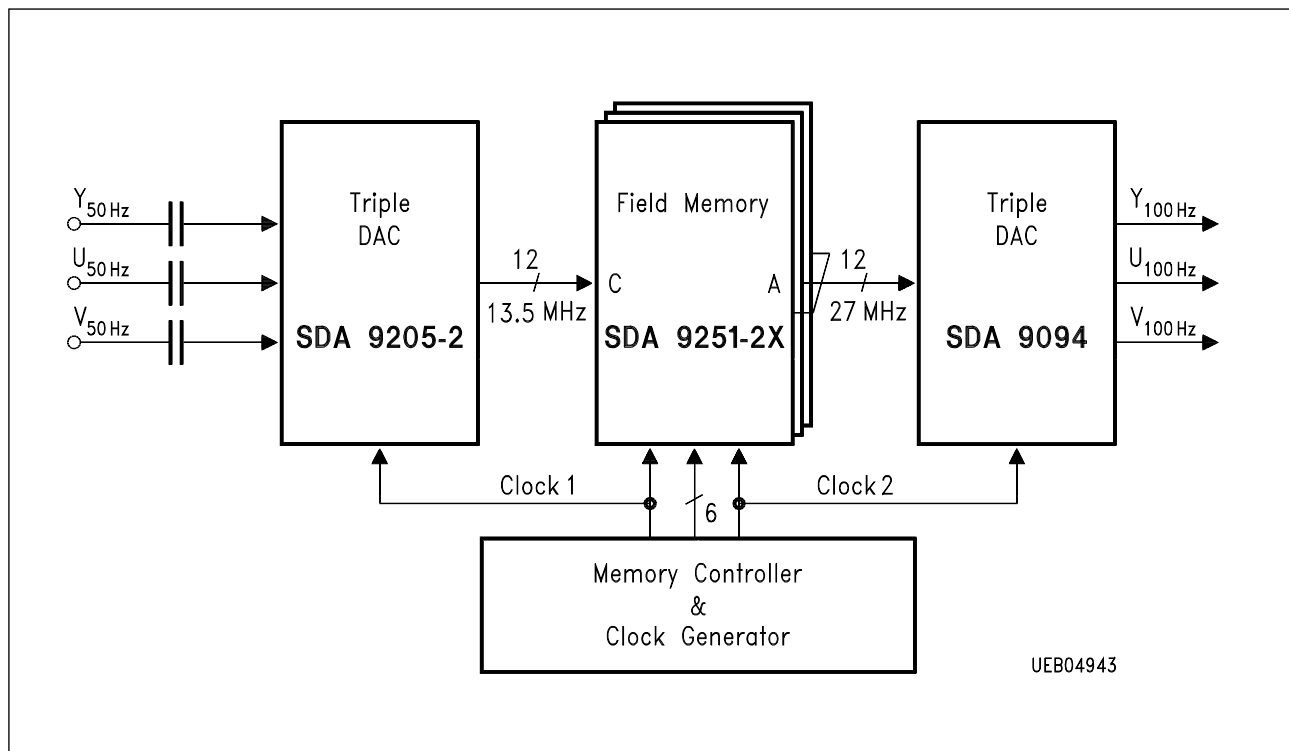 Y50 Hz
U50 Hz
V50 Hz
Triple
DAC
SDA 9205-2
12
13.5 MHz
Field Memory
C
A
SDA 9251-2X
12
27 MHz
Triple
DAC
SDA 9094
Y100 Hz
U100 Hz
V100 Hz
Clock 1
6
Clock 2
Memory Controller
&
Clock Generator
UEB04943